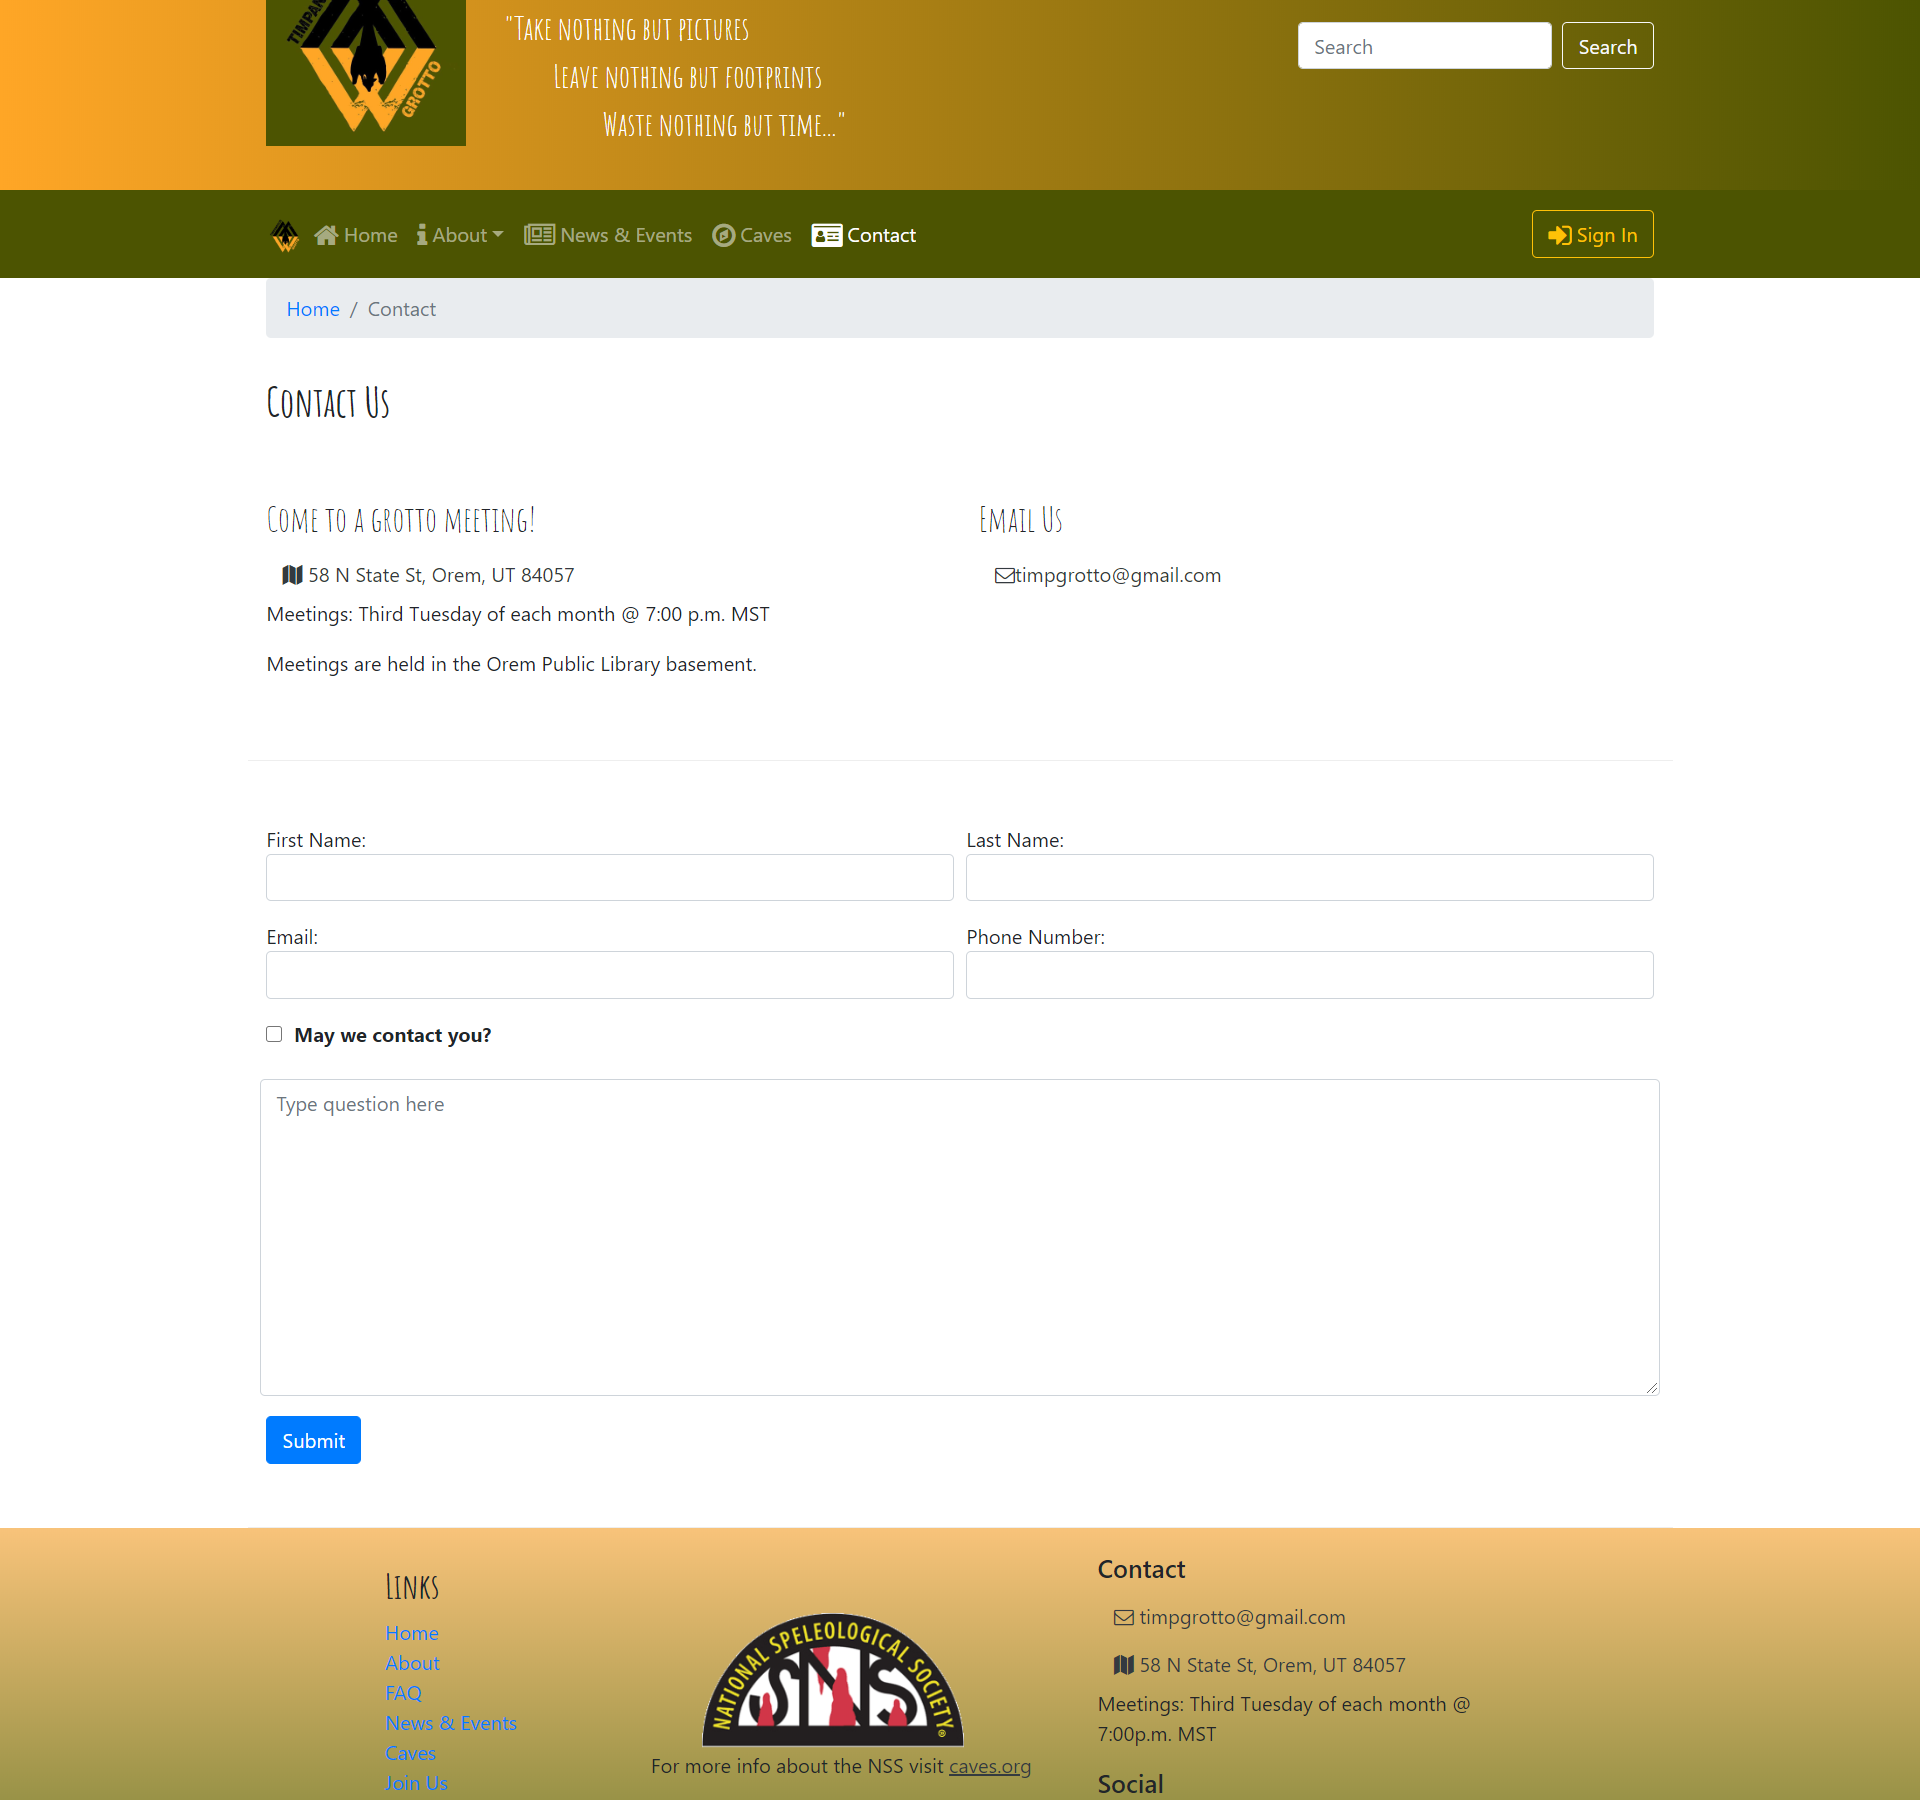 TIMPAN
GROTTO
"Take nothing but pictures
Leave nothing but footprints
Waste nothing but time..."
Search
Search
Home
About
News & Events
Caves
Contact
Sign In
Home / Contact
Contact Us
Come to a grotto meeting!
58 N State St, Orem, UT 84057
Meetings: Third Tuesday of each month @ 7:00 p.m. MST
Meetings are held in the Orem Public Library basement.
Email Us
timpgrotto@gmail.com
First Name:
Last Name:
Email:
Phone Number:
May we contact you?
Type question here
Submit
Links
Home
About
FAQ
News & Events
Caves
Join Us
NATIONAL SPELEOLOGICAL SOCIETY®
SNS
For more info about the NSS visit caves.org
Contact
timpgrotto@gmail.com
58 N State St, Orem, UT 84057
Meetings: Third Tuesday of each month @
7:00p.m. MST
Social